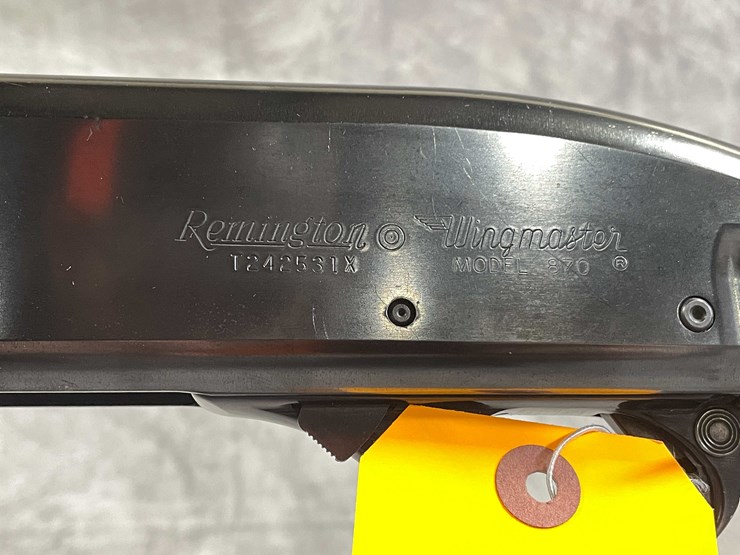 Remington Wingmaster
T242531X MODEL 870 ®